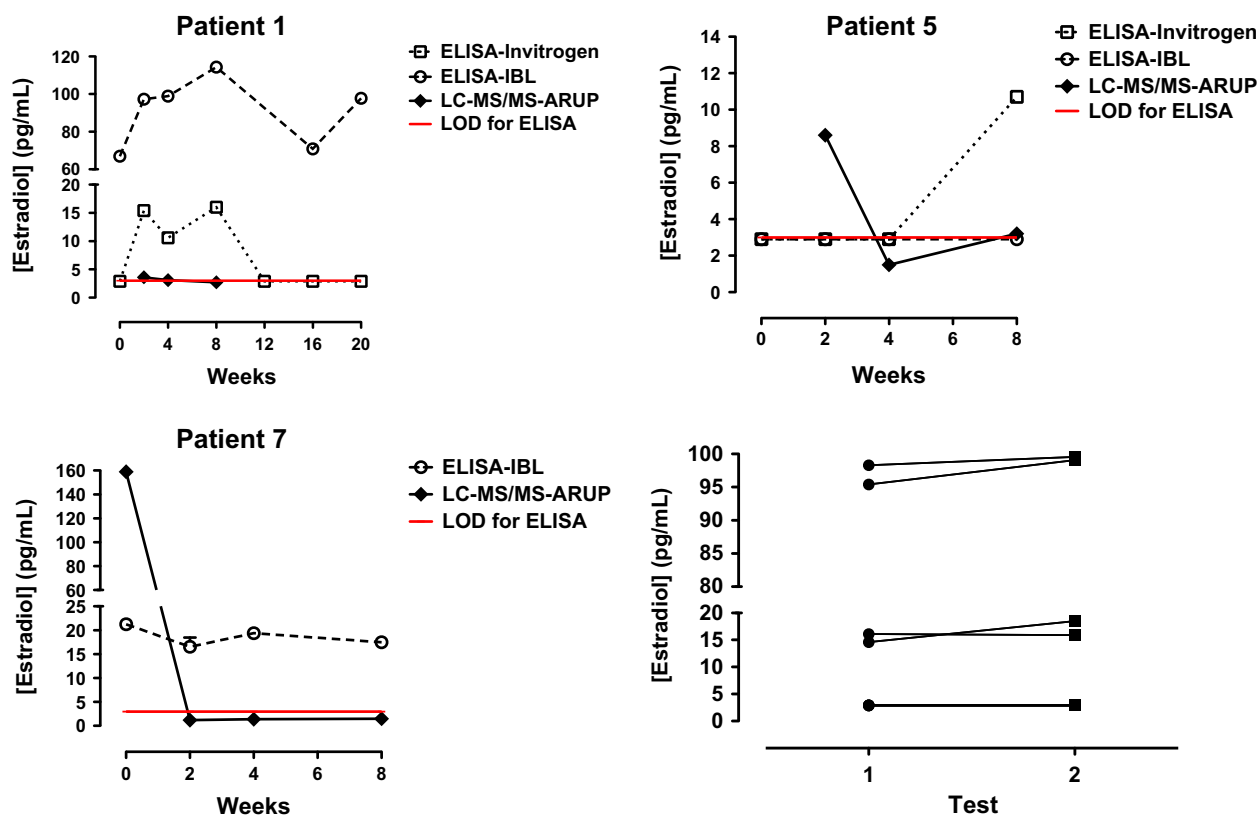 Patient 1
ELISA-Invitrogen
ELISA-IBL
LC-MS/MS-ARUP
LOD for ELISA
[Estradiol] (pg/mL)
120
100
80
60
20
15
10
5
0
0 4 8 12 16 20
Weeks
Patient 5
ELISA-Invitrogen
ELISA-IBL
LC-MS/MS-ARUP
LOD for ELISA
[Estradiol] (pg/mL)
14
12
10
8
6
4
2
0
0 2 4 6 8
Weeks
Patient 7
ELISA-IBL
LC-MS/MS-ARUP
LOD for ELISA
[Estradiol] (pg/mL)
160
140
120
100
80
60
25
20
15
10
5
0
0 2 4 6 8
Weeks
[Estradiol] (pg/mL)
100
95
90
85
80
20
15
10
5
0
1 2
Test